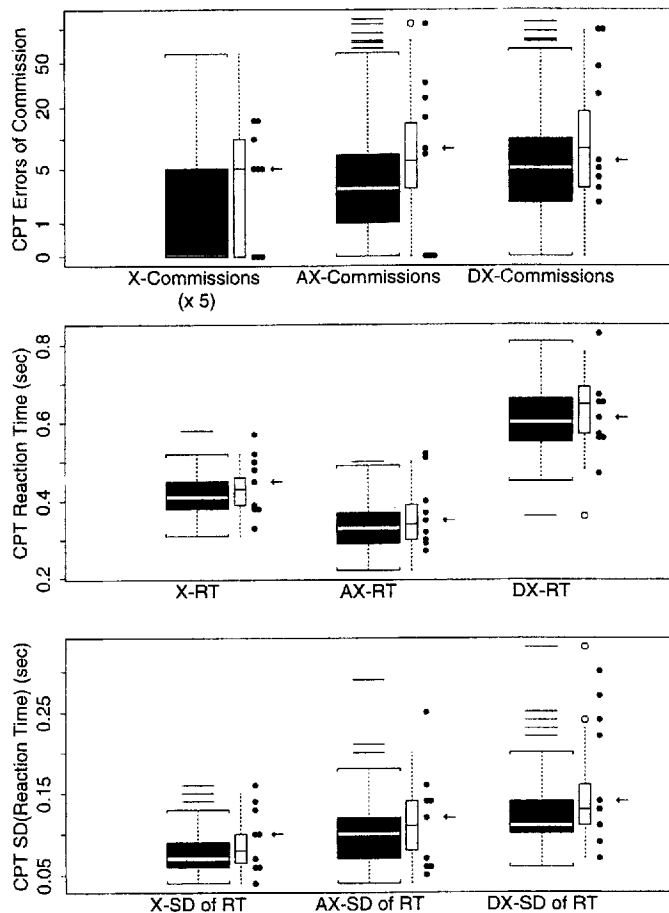 CPT Errors of Commission
50
20
5
1
0
X-Commissions
(x 5)
AX-Commissions
DX-Commissions
CPT Reaction Time (sec)
0.8
0.6
0.4
0.2
X-RT
AX-RT
DX-RT
CPT SD(Reaction Time) (sec)
0.25
0.15
0.05
X-SD of RT
AX-SD of RT
DX-SD of RT